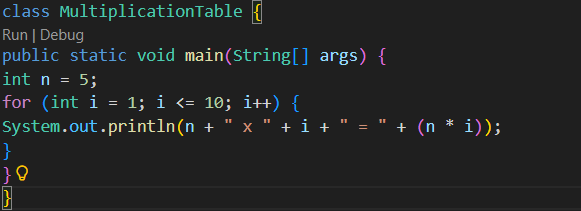 class MultiplicationTable {
Run | Debug
public static void main(String[] args) {
int n = 5;
for (int i = 1; i <= 10; i++) {
System.out.println(n + " x " + i + " = " + (n * i));
}
}
}